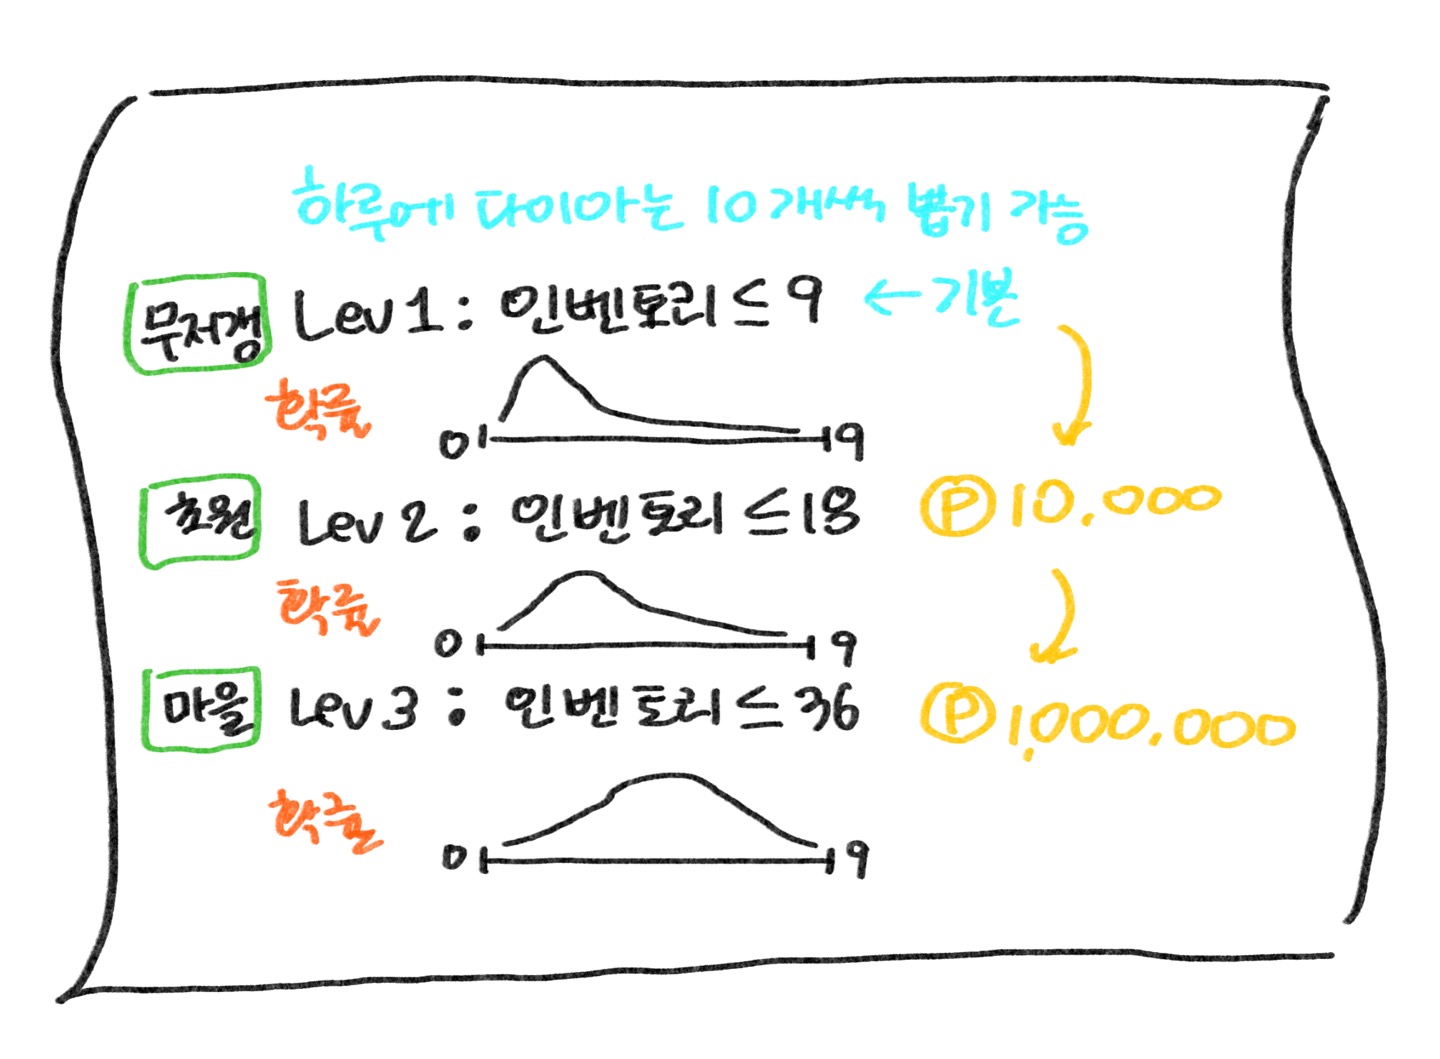 하루에 다이아는 10개씩 뽑기 가능
무저갱 Lev 1 : 인벤토리 ≤ 9 ← 기본
확률
0 9
초원 Lev 2 : 인벤토리 ≤ 18 Ⓟ 10.000
확률
0 9
마을 Lev 3 : 인벤토리 ≤ 36 Ⓟ 1,000.000
확률
0 9